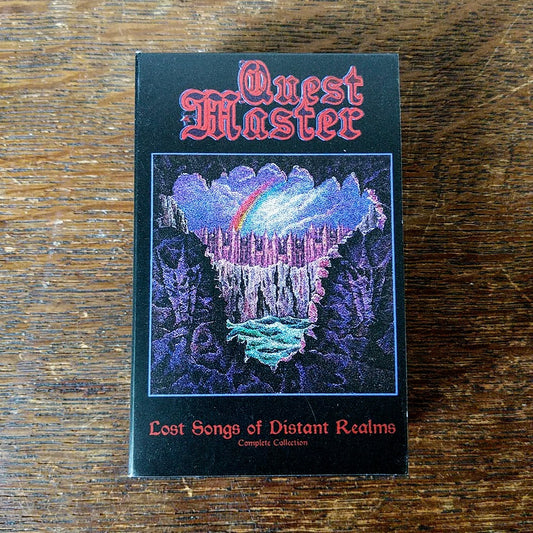 Quest
Master
Lost Songs of Distant Realms
Complete Collection